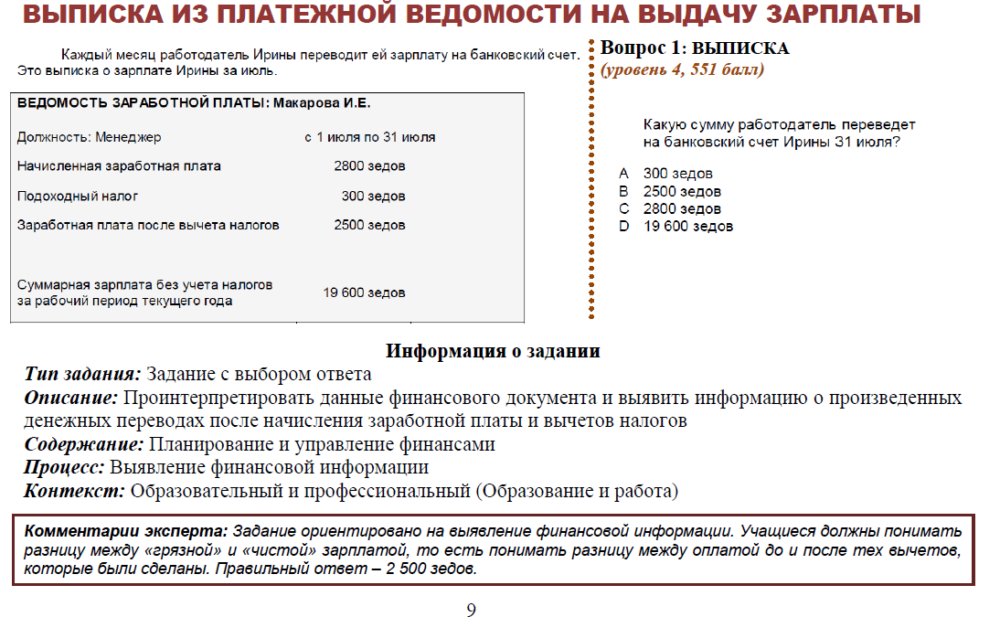 ВЫПИСКА ИЗ ПЛАТЕЖНОЙ ВЕДОМОСТИ НА ВЫДАЧУ ЗАРПЛАТЫ
Каждый месяц работодатель Ирины переводит ей зарплату на банковский счет.
Это выписка о зарплате Ирины за июль.
ВЕДОМОСТЬ ЗАРАБОТНОЙ ПЛАТЫ: Макарова И.Е.
Должность: Менеджер с 1 июля по 31 июля
Начисленная заработная плата 2800 зедов
Подоходный налог 300 зедов
Заработная плата после вычета налогов 2500 зедов
Суммарная зарплата без учета налогов
за рабочий период текущего года 19 600 зедов
Вопрос 1: ВЫПИСКА
(уровень 4, 551 балл)
Какую сумму работодатель переведет
на банковский счет Ирины 31 июля?
A 300 зедов
B 2500 зедов
C 2800 зедов
D 19 600 зедов
Информация о задании
Тип задания: Задание с выбором ответа
Описание: Проинтерпретировать данные финансового документа и выявить информацию о произведенных
денежных переводах после начисления заработной платы и вычетов налогов
Содержание: Планирование и управление финансами
Процесс: Выявление финансовой информации
Контекст: Образовательный и профессиональный (Образование и работа)
Комментарии эксперта: Задание ориентировано на выявление финансовой информации. Учащиеся должны понимать
разницу между «грязной» и «чистой» зарплатой, то есть понимать разницу между оплатой до и после тех вычетов,
которые были сделаны. Правильный ответ – 2 500 зедов.
9